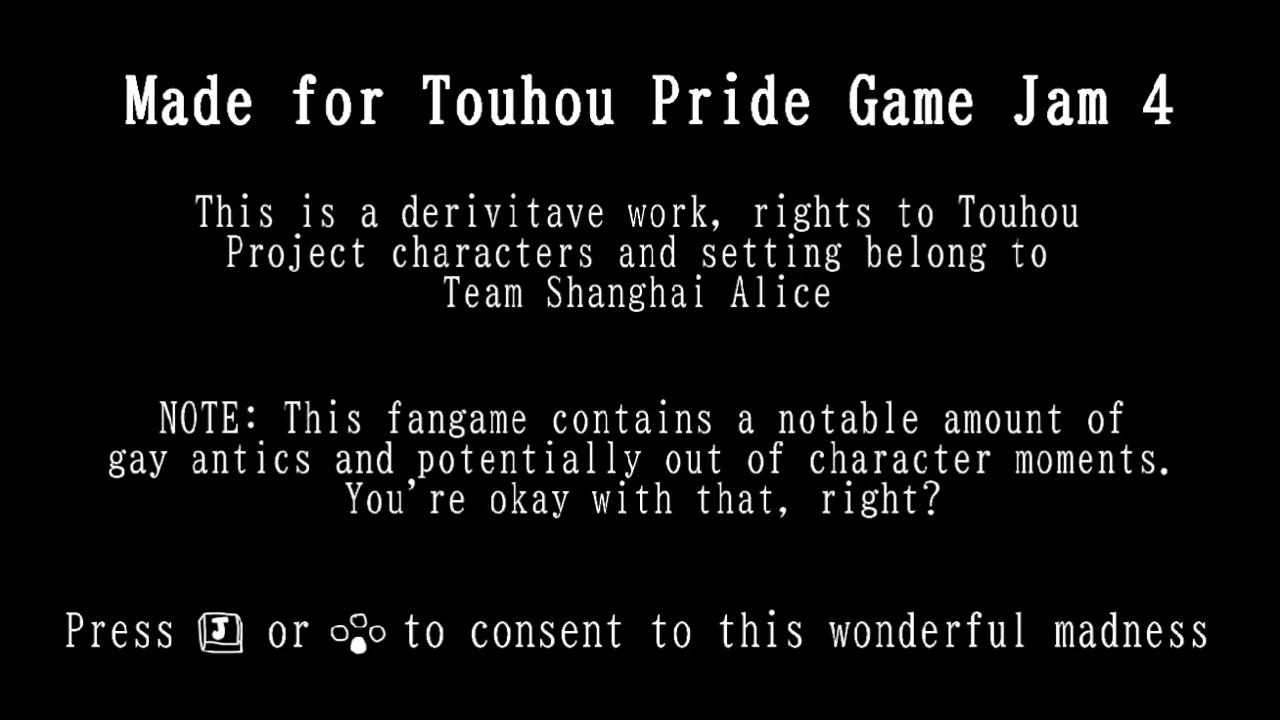 Made for Touhou Pride Game Jam 4
This is a derivitave work, rights to Touhou
Project characters and setting belong to
Team Shanghai Alice
NOTE: This fangame contains a notable amount of
gay antics and potentially out of character moments.
You're okay with that, right?
Press J or to consent to this wonderful madness